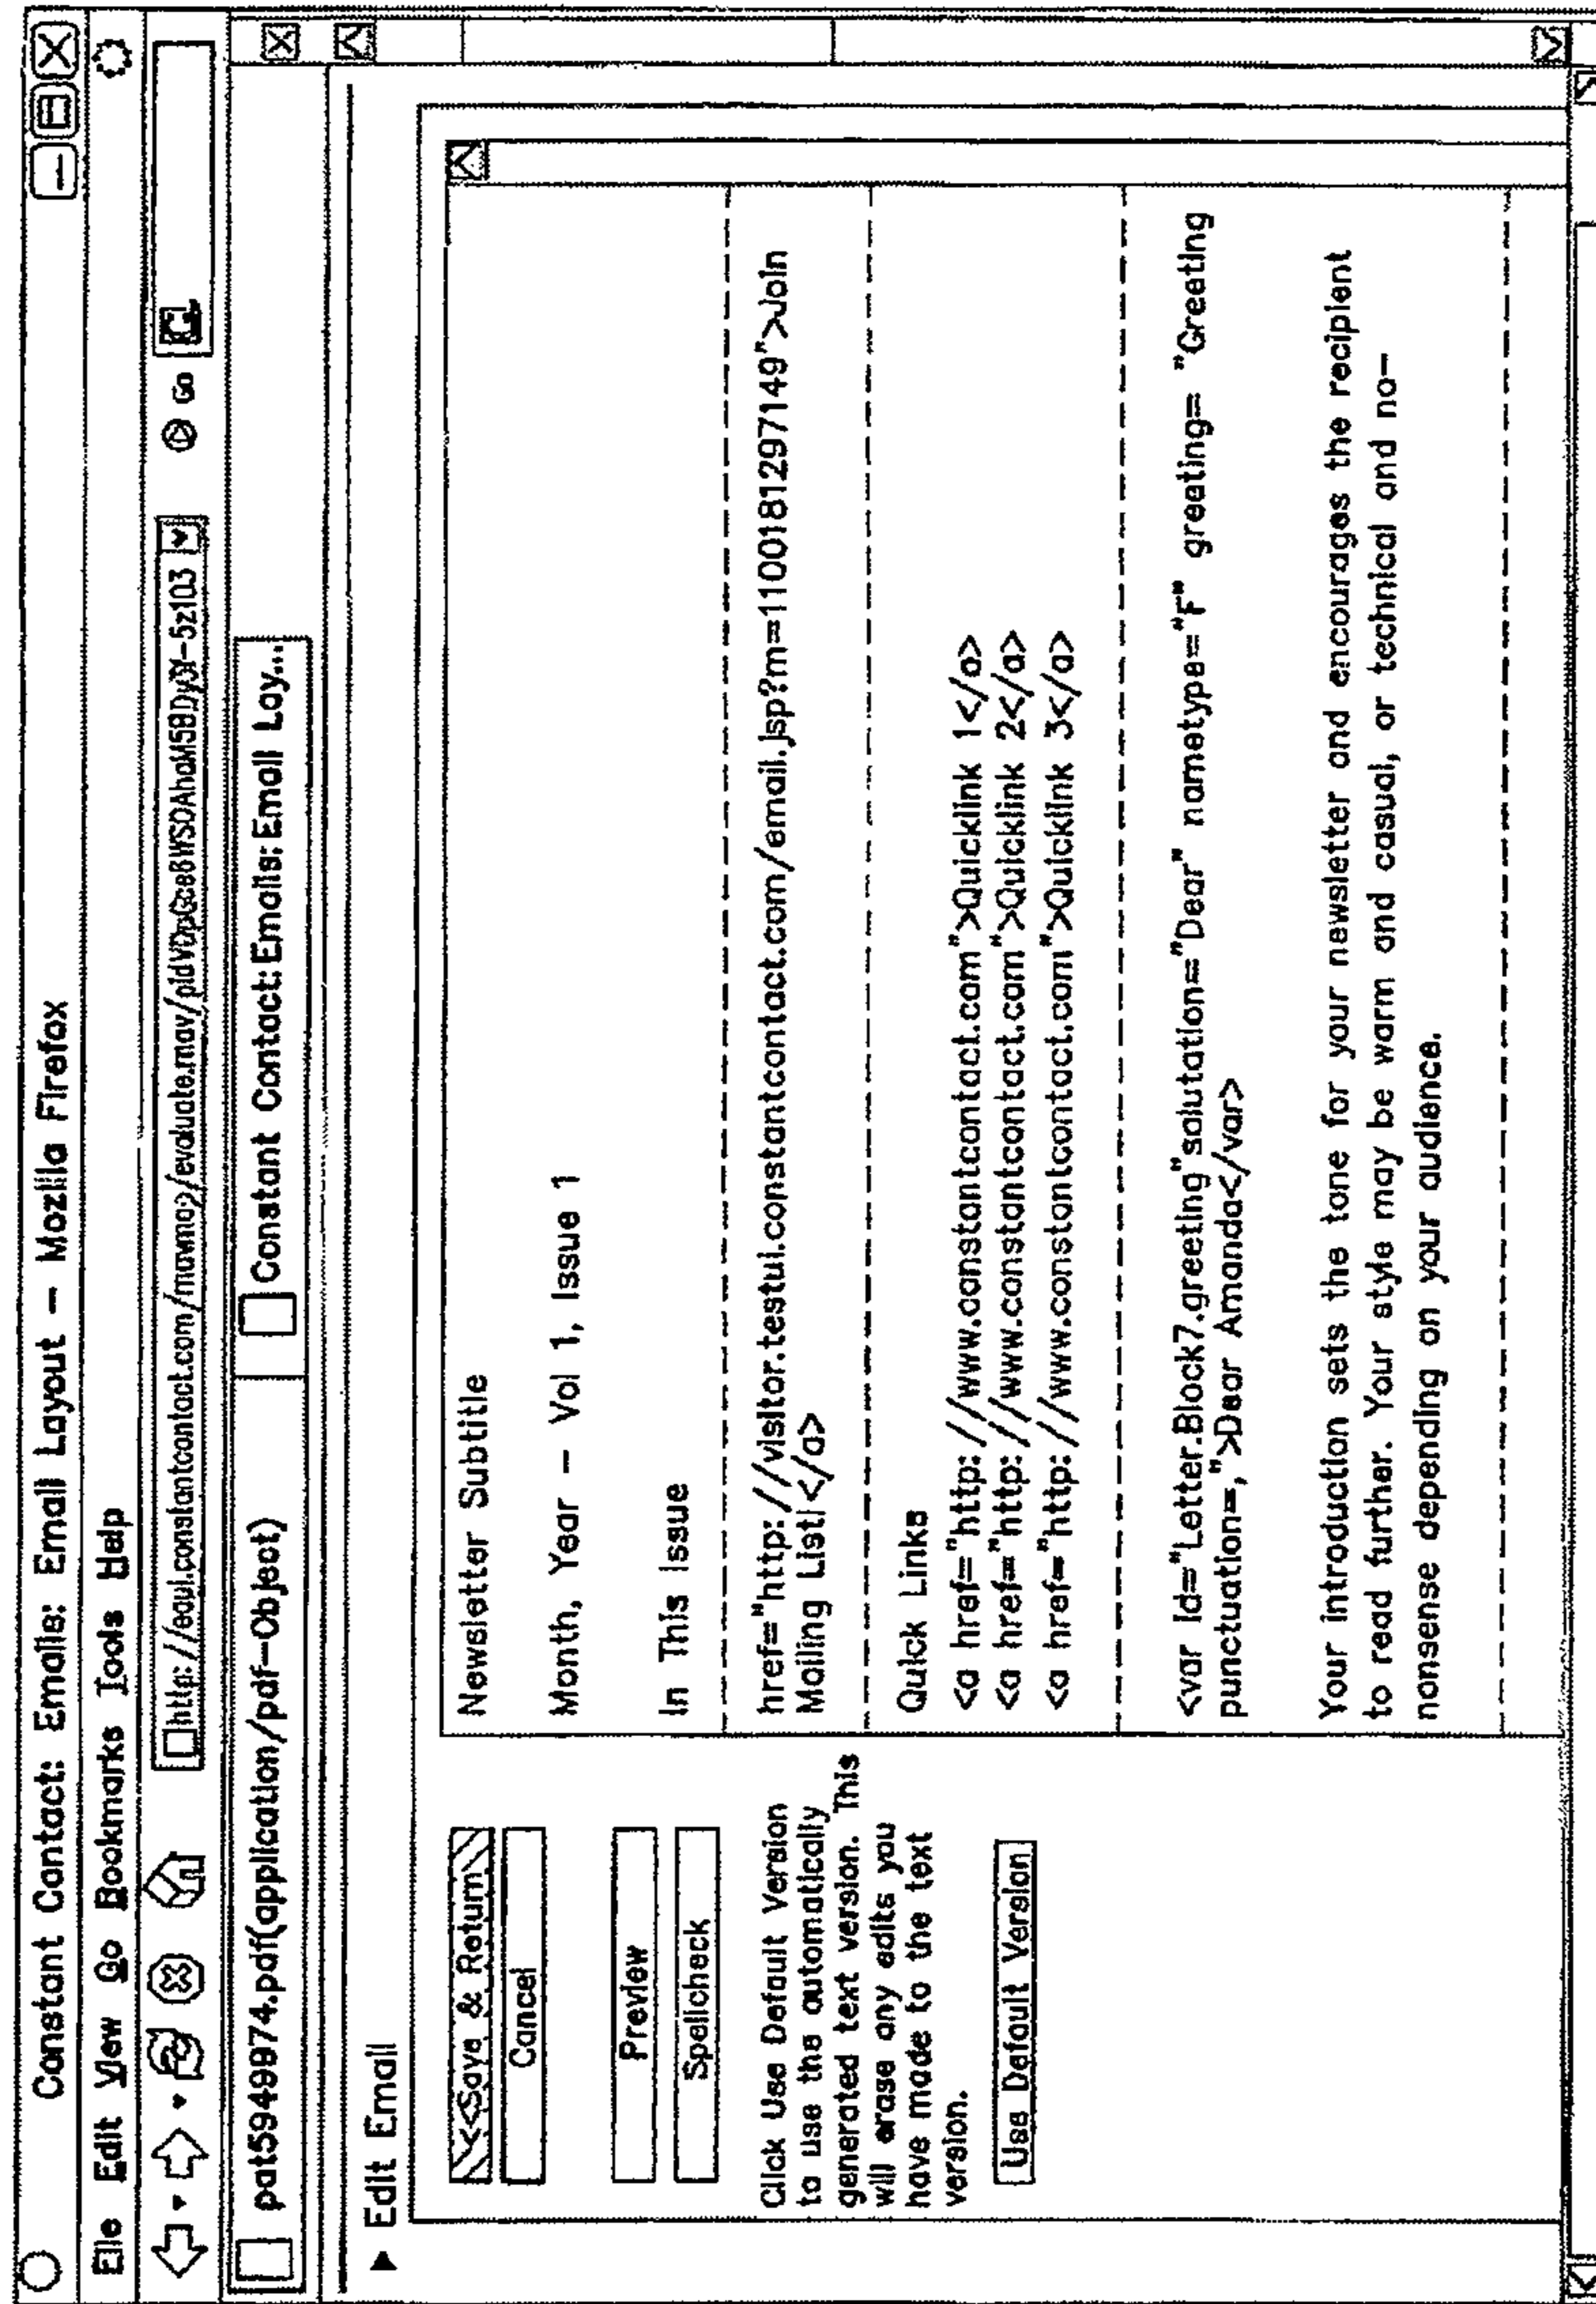 Constant Contact: Emails: Email Layout – Mozilla Firefox
File Edit View Go Bookmarks Tools Help
Go G
pat5949974.pdf(application/pdf-Object)
Constant Contact: Emails: Email Lay...
Edit Email
<<Save & Return
Cancel
Preview
Spellcheck
Click Use Default Version
to use the automatically
generated text version. This
will erase any edits you
have made to the text
version.
Use Default Version
Newsletter Subtitle
Month, Year – Vol 1, Issue 1
In This Issue
href="http://visitor.testui.constantcontact.com/email.jsp?m=1100181297149">Join
Mailing List!</a>
Quick Links
<a href="http://www.constantcontact.com">Quicklink 1</a>
<a href="http://www.constantcontact.com">Quicklink 2</a>
<a href="http://www.constantcontact.com">Quicklink 3</a>
<var id="Letter.Block7.greeting"salutation="Dear" nametype="F" greeting= "Greeting
punctuation=,">Dear Amanda</var>
Your introduction sets the tone for your newsletter and encourages the recipient
to read further. Your style may be warm and casual, or technical and no–
nonsense depending on your audience.